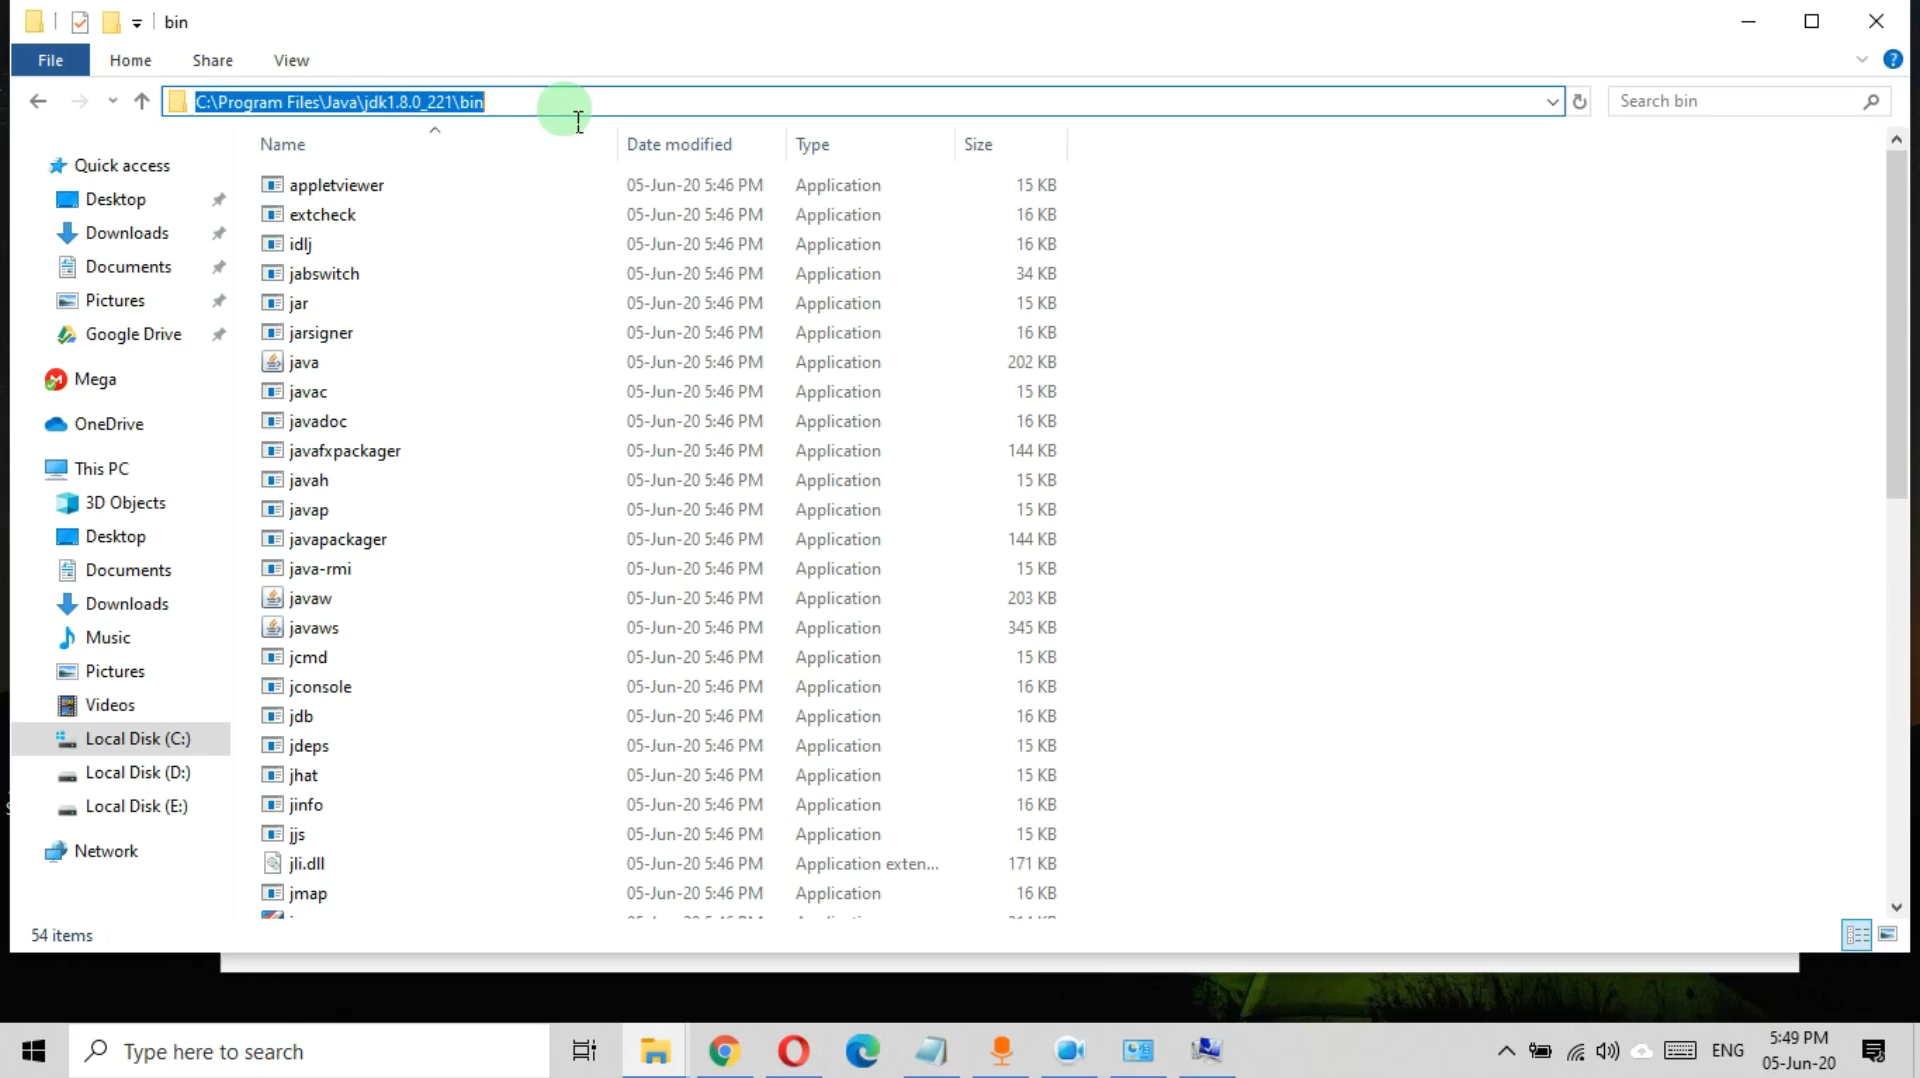 bin
File Home Share View
C:\Program Files\Java\jdk1.8.0_221\bin
Search bin
Name Date modified Type Size
Quick access
Desktop
Downloads
Documents
Pictures
Google Drive
Mega
OneDrive
This PC
3D Objects
Desktop
Documents
Downloads
Music
Pictures
Videos
Local Disk (C:)
Local Disk (D:)
Local Disk (E:)
Network
appletviewer 05-Jun-20 5:46 PM Application 15 KB
extcheck 05-Jun-20 5:46 PM Application 16 KB
idlj 05-Jun-20 5:46 PM Application 16 KB
jabswitch 05-Jun-20 5:46 PM Application 34 KB
jar 05-Jun-20 5:46 PM Application 15 KB
jarsigner 05-Jun-20 5:46 PM Application 16 KB
java 05-Jun-20 5:46 PM Application 202 KB
javac 05-Jun-20 5:46 PM Application 15 KB
javadoc 05-Jun-20 5:46 PM Application 16 KB
javafxpackager 05-Jun-20 5:46 PM Application 144 KB
javah 05-Jun-20 5:46 PM Application 15 KB
javap 05-Jun-20 5:46 PM Application 15 KB
javapackager 05-Jun-20 5:46 PM Application 144 KB
java-rmi 05-Jun-20 5:46 PM Application 15 KB
javaw 05-Jun-20 5:46 PM Application 203 KB
javaws 05-Jun-20 5:46 PM Application 345 KB
jcmd 05-Jun-20 5:46 PM Application 15 KB
jconsole 05-Jun-20 5:46 PM Application 16 KB
jdb 05-Jun-20 5:46 PM Application 16 KB
jdeps 05-Jun-20 5:46 PM Application 15 KB
jhat 05-Jun-20 5:46 PM Application 15 KB
jinfo 05-Jun-20 5:46 PM Application 16 KB
jjs 05-Jun-20 5:46 PM Application 15 KB
jli.dll 05-Jun-20 5:46 PM Application exten... 171 KB
jmap 05-Jun-20 5:46 PM Application 16 KB
54 items
Type here to search
ENG
5:49 PM
05-Jun-20